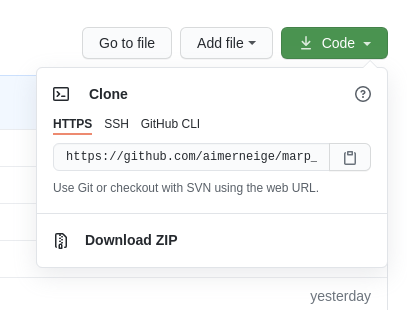 Go to file Add file Code
Clone
HTTPS SSH GitHub CLI
https://github.com/aimerneige/marp_
Use Git or checkout with SVN using the web URL.
Download ZIP
yesterday